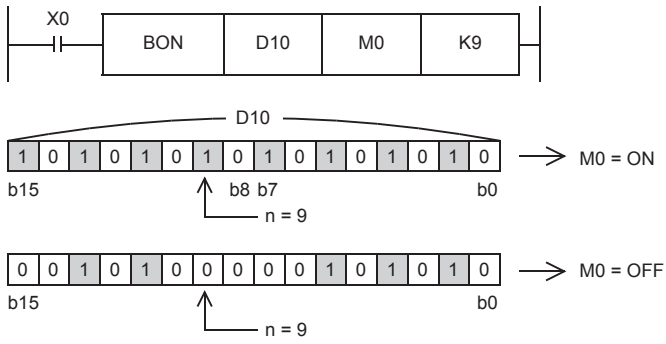 X0
BON D10 M0 K9
D10
1 0 1 0 1 0 1 0 1 0 1 0 1 0 1 0 M0 = ON
b15 b8 b7 b0
n = 9
0 0 1 0 1 0 0 0 0 0 1 0 1 0 1 0 M0 = OFF
b15 b0
n = 9